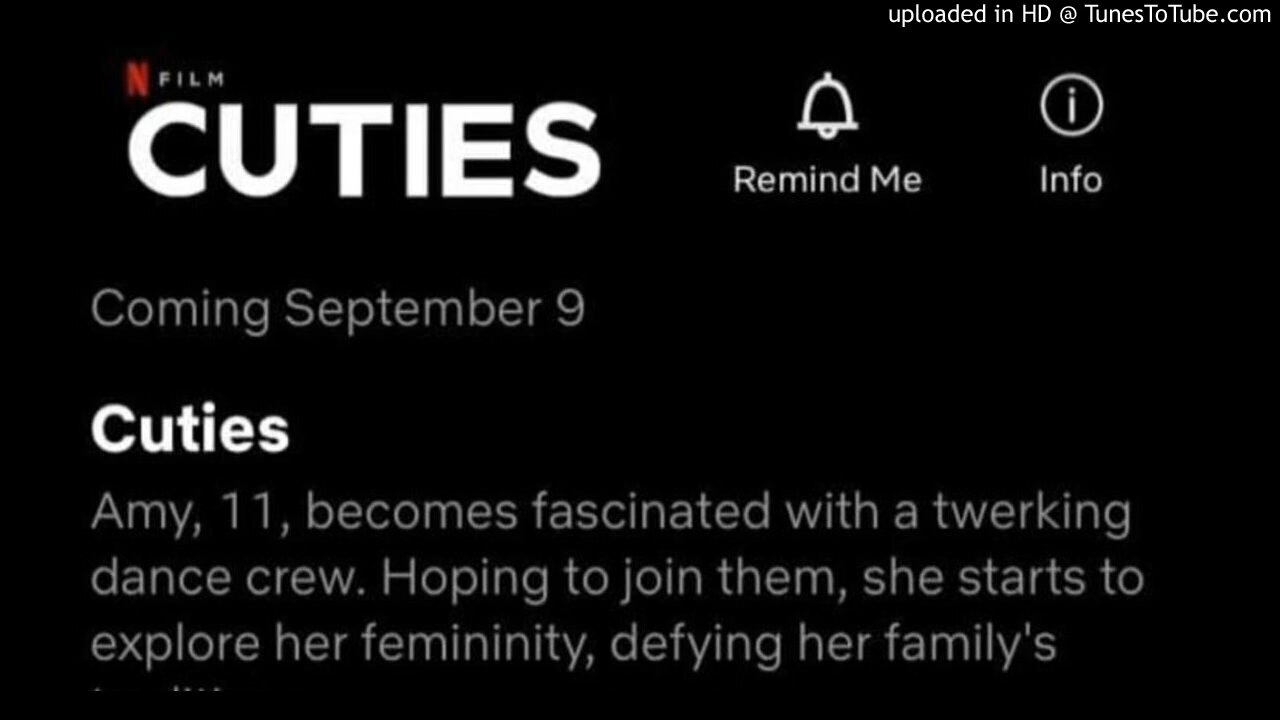 uploaded in HD @ TunesToTube.com
N FILM
CUTIES
Remind Me
Info
Coming September 9
Cuties
Amy, 11, becomes fascinated with a twerking
dance crew. Hoping to join them, she starts to
explore her femininity, defying her family's